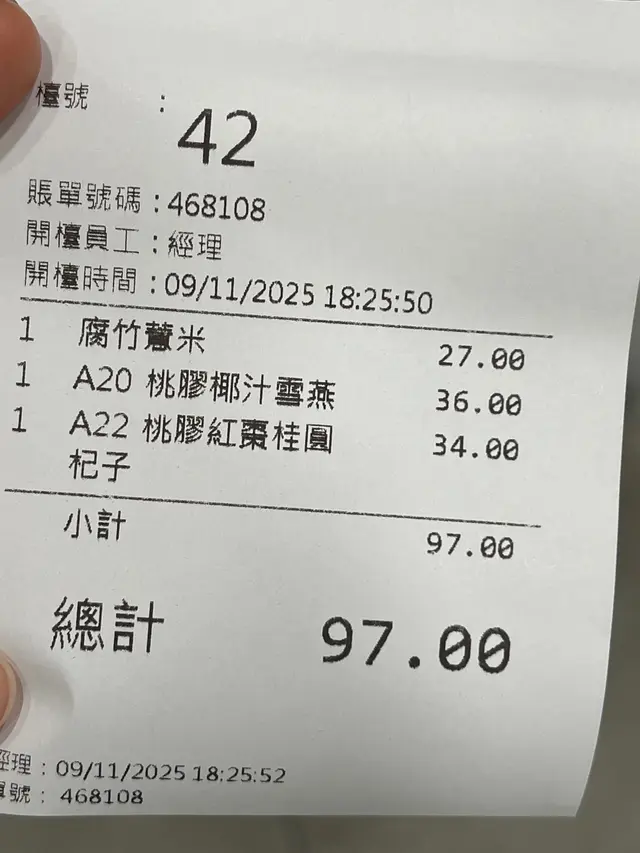 檯號 : 42
賬單號碼 : 468108
開檯員工 : 經理
開檯時間 : 09/11/2025 18:25:50
1 腐竹薏米 27.00
1 A20 桃膠椰汁雪燕 36.00
1 A22 桃膠紅棗桂圓 34.00
杞子
小計 97.00
總計 97.00
經理 : 09/11/2025 18:25:52
單號 : 468108